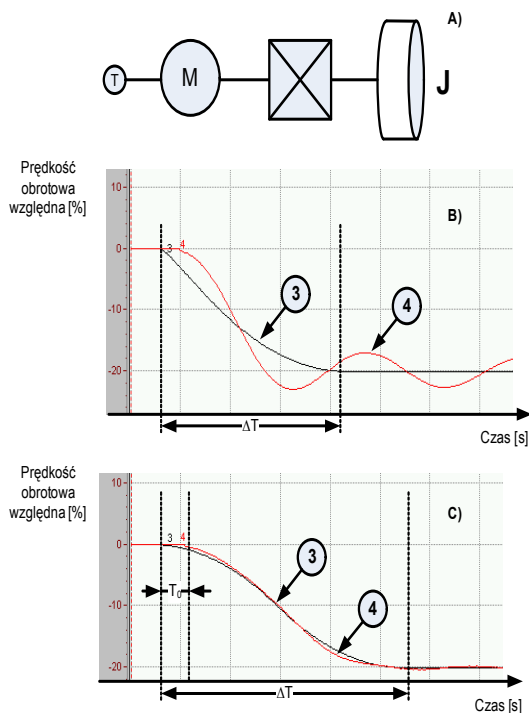 A)
T
M
J
Prędkość
obrotowa
względna [%]
B)
10
0
3 4
-10
3
4
-20
ΔT
Czas [s]
Prędkość
obrotowa
względna [%]
C)
10
0
3 4
T₀
3
-10
4
-20
ΔT
Czas [s]